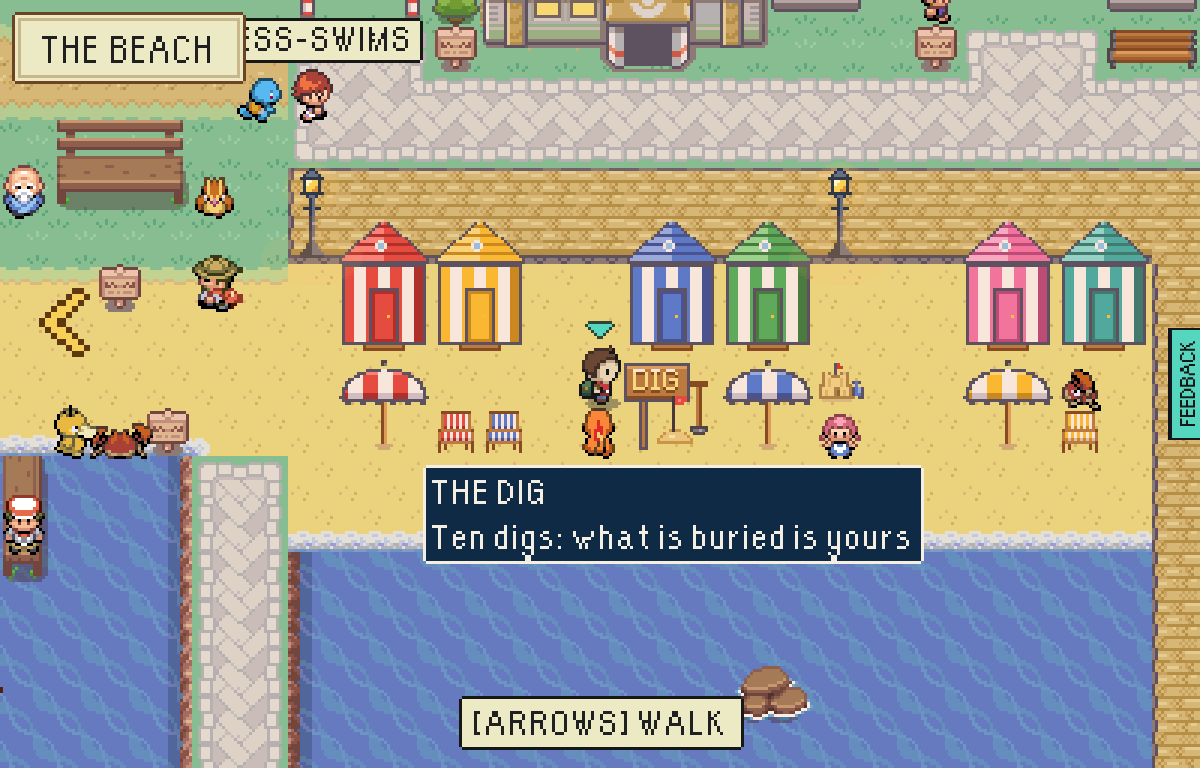 THE BEACH
ESS-SWIMS
DIG
FEEDBACK
THE DIG
Ten digs: what is buried is yours
[ARROWS] WALK